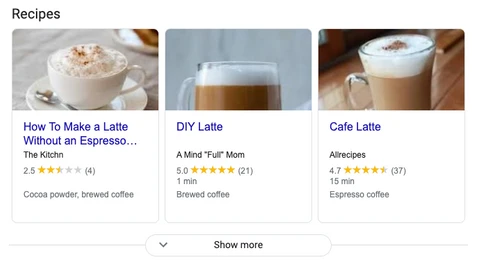 Recipes
How To Make a Latte
Without an Espresso...
The Kitchn
2.5 (4)
Cocoa powder, brewed coffee
DIY Latte
A Mind "Full" Mom
5.0 (21)
1 min
Brewed coffee
Cafe Latte
Allrecipes
4.7 (37)
15 min
Espresso coffee
Show more